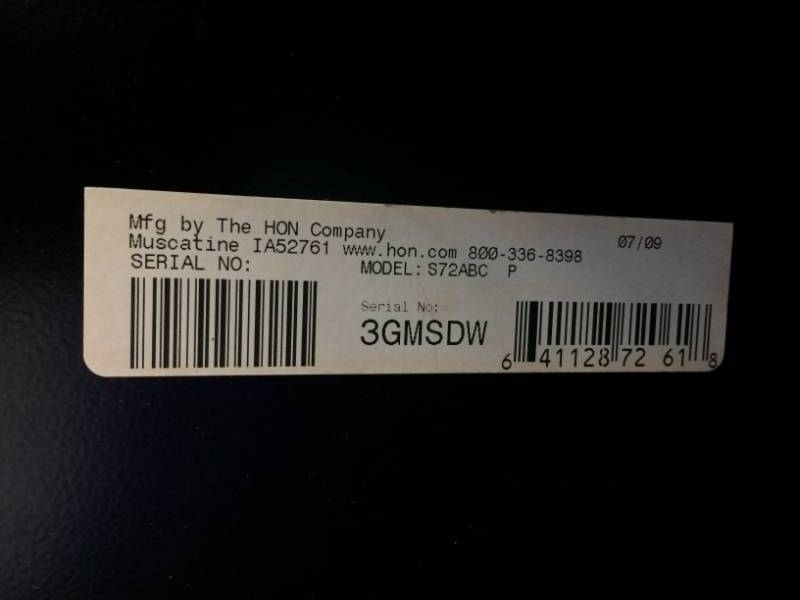 Mfg by The HON Company
Muscatine IA52761 www.hon.com 800-336-8398 07/09
SERIAL NO: MODEL: S72ABC P
Serial No:
3GMSDW
6 41128 72 61 8